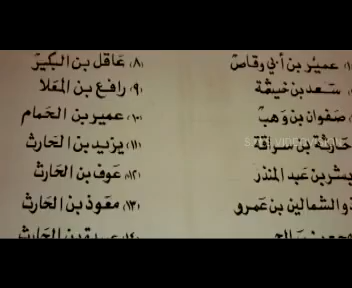 عمير بن أبي وقاص
سعد بن خيثمة
صفوان بن وهب
حارثة بن سراقة
مبشر بن عبد المنذر
ذو الشمالين بن عمرو
٨) عاقل بن البكير
٩) رافع بن المعلا
١٠) عمير بن الحمام
١١) يزيد بن الحارث
١٢) عوف بن الحارث
١٣) معوذ بن الحارث